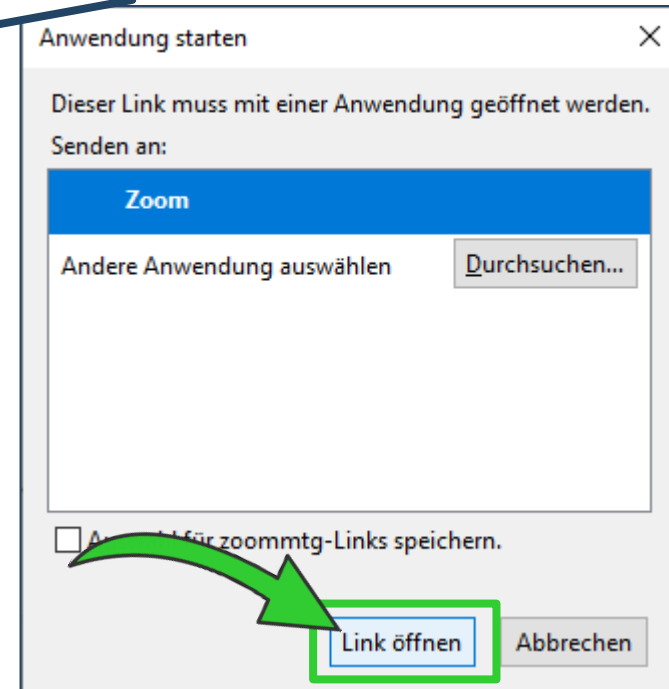 Anwendung starten
Dieser Link muss mit einer Anwendung geöffnet werden.
Senden an:
Zoom
Andere Anwendung auswählen
Durchsuchen...
für zoommtg-Links speichern.
Link öffnen
Abbrechen